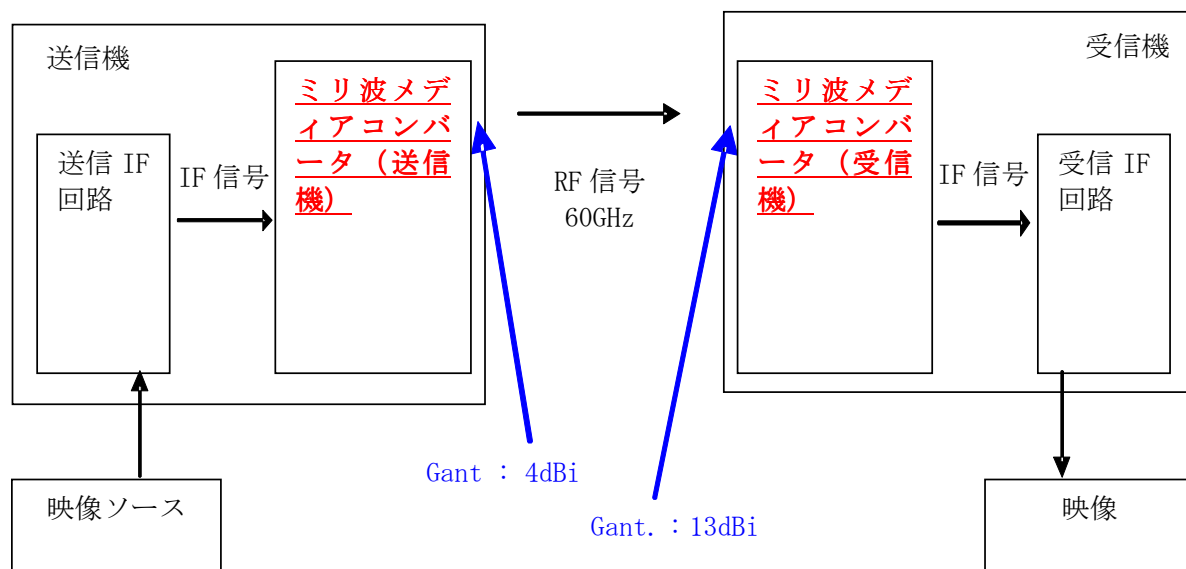 送信機
ミリ波メデ
ィアコンバ
ータ（送信
機）
送信 IF
回路
IF 信号
RF 信号
60GHz
受信機
ミリ波メデ
ィアコンバ
ータ（受信
機）
IF 信号
受信 IF
回路
Gant : 4dBi
Gant.：13dBi
映像ソース
映像